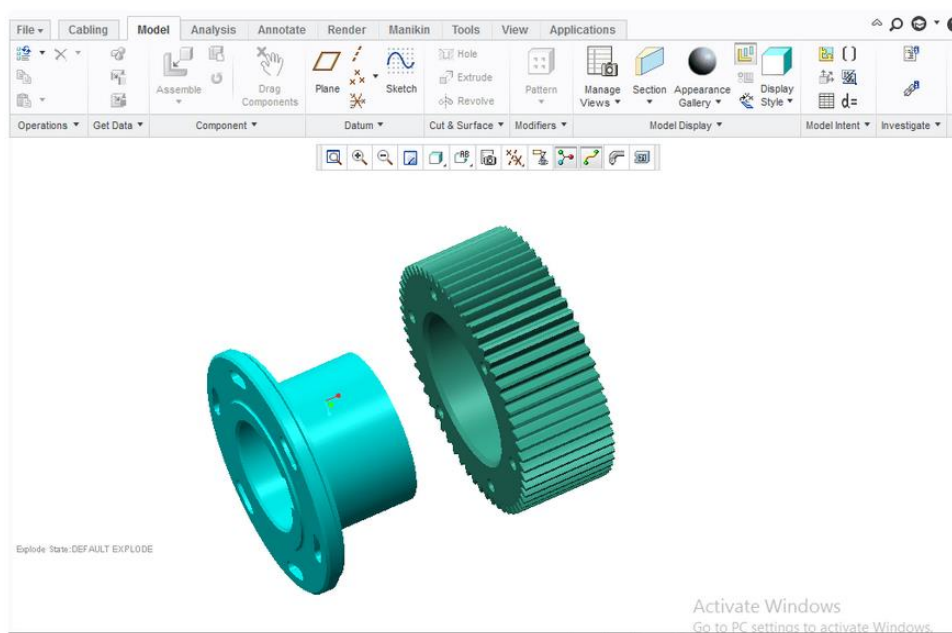 File Cabling Model Analysis Annotate Render Manikin Tools View Applications
Hole
Extrude
Revolve
Assemble
Drag
Components
Plane
Sketch
Pattern
Manage
Views
Section
Appearance
Gallery
Display
Style
d=
Operations Get Data Component Datum Cut & Surface Modifiers Model Display Model Intent Investigate
Explode State:DEFAULT EXPLODE
Activate Windows
Go to PC settings to activate Windows.